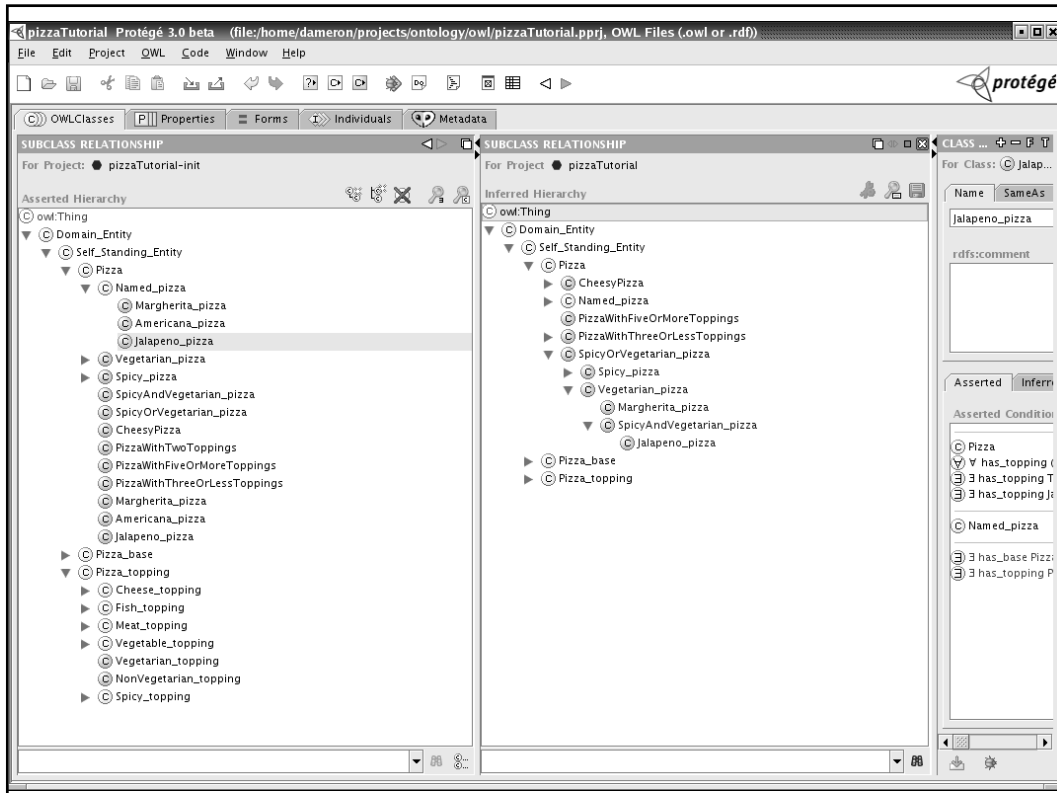 pizzaTutorial Protégé 3.0 beta (file:/home/dameron/projects/ontology/owl/pizzaTutorial.pprj, OWL Files (.owl or .rdf))
File Edit Project OWL Code Window Help
protégé
OWLClasses Properties Forms Individuals Metadata
SUBCLASS RELATIONSHIP
For Project: pizzaTutorial-init
Asserted Hierarchy
owl:Thing
Domain_Entity
Self_Standing_Entity
Pizza
Named_pizza
Margherita_pizza
Americana_pizza
Jalapeno_pizza
Vegetarian_pizza
Spicy_pizza
SpicyAndVegetarian_pizza
SpicyOrVegetarian_pizza
CheesyPizza
PizzaWithTwoToppings
PizzaWithFiveOrMoreToppings
PizzaWithThreeOrLessToppings
Margherita_pizza
Americana_pizza
Jalapeno_pizza
Pizza_base
Pizza_topping
Cheese_topping
Fish_topping
Meat_topping
Vegetable_topping
Vegetarian_topping
NonVegetarian_topping
Spicy_topping
SUBCLASS RELATIONSHIP
For Project pizzaTutorial
Inferred Hierarchy
owl:Thing
Domain_Entity
Self_Standing_Entity
Pizza
CheesyPizza
Named_pizza
PizzaWithFiveOrMoreToppings
PizzaWithThreeOrLessToppings
SpicyOrVegetarian_pizza
Spicy_pizza
Vegetarian_pizza
Margherita_pizza
SpicyAndVegetarian_pizza
Jalapeno_pizza
Pizza_base
Pizza_topping
CLASS ...
For Class: Jalap...
Name SameAs
Jalapeno_pizza
rdfs:comment
Asserted Inferre
Asserted Condition
Pizza
∀ has_topping (
∃ has_topping T
∃ has_topping Ja
Named_pizza
∃ has_base Pizz
∃ has_topping P